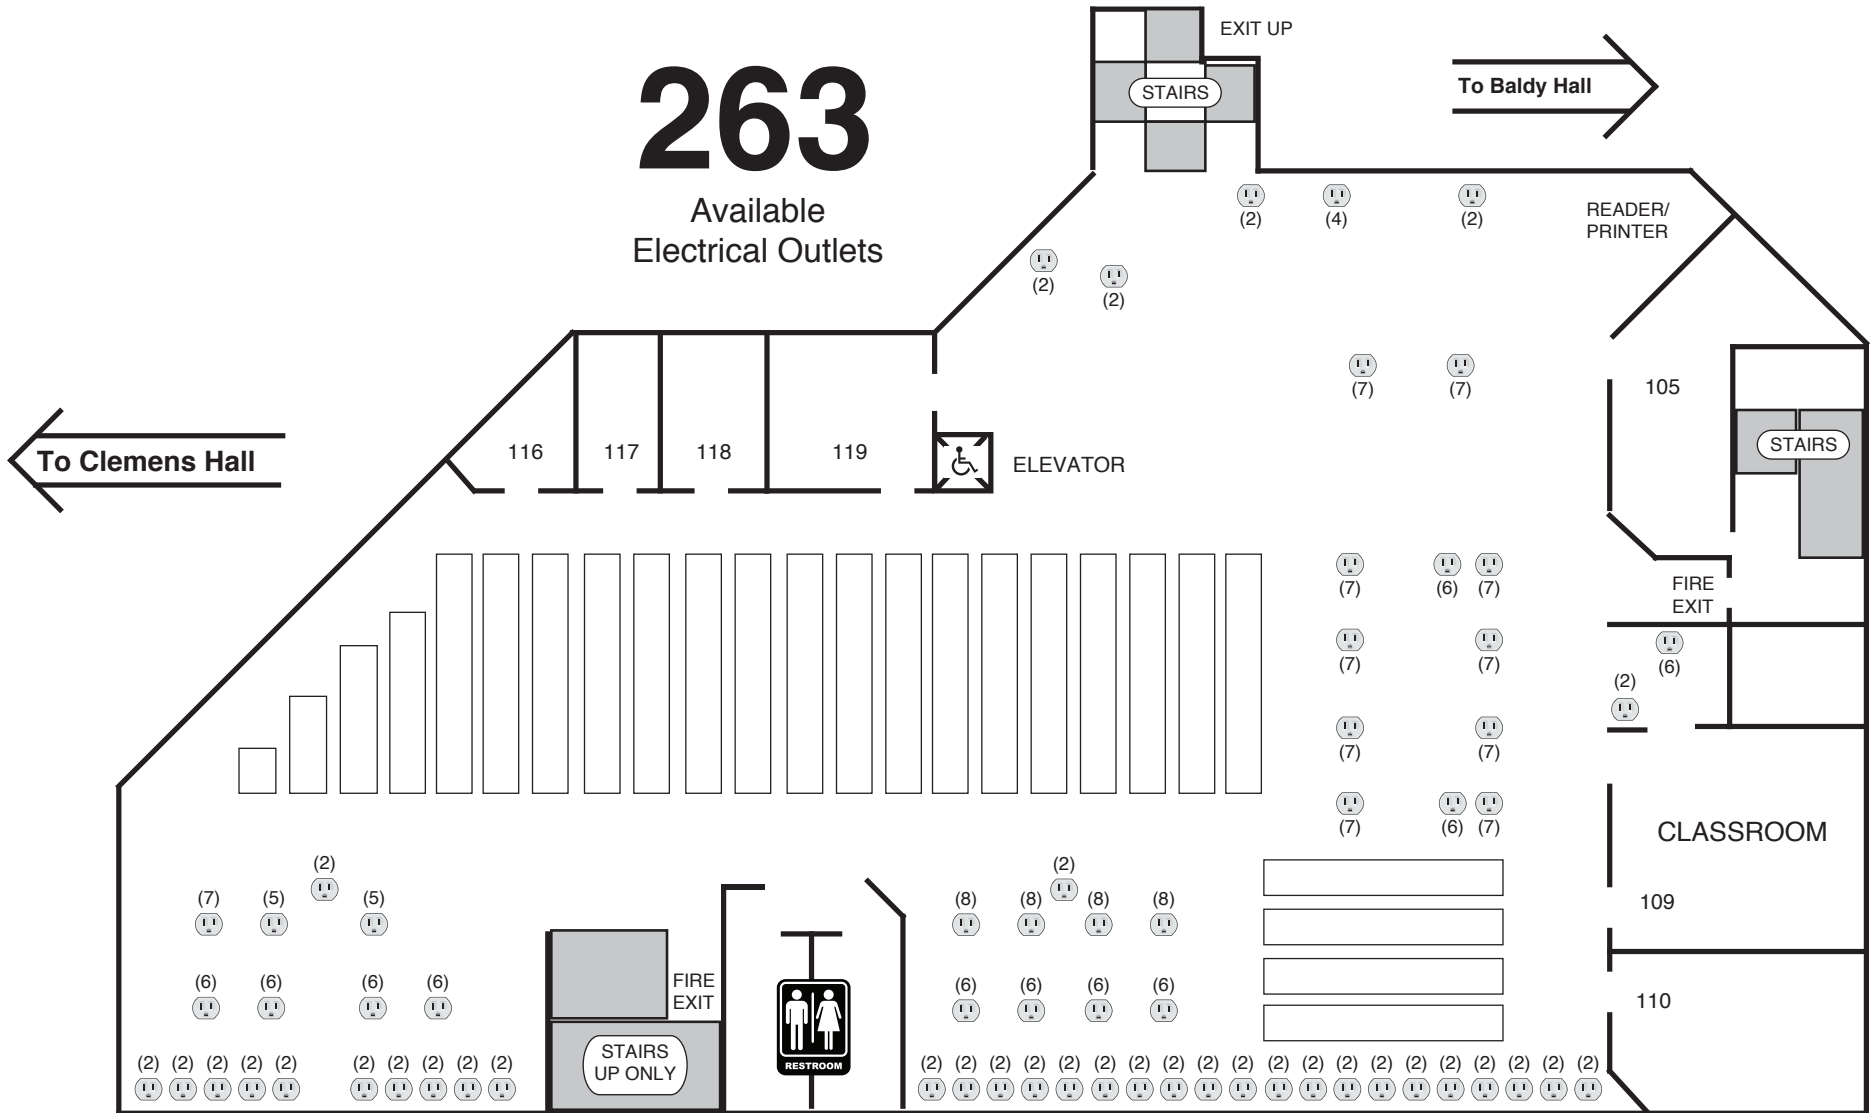 EXIT UP
263
To Baldy Hall
STAIRS
Available
Electrical Outlets
(2) (4) (2)
READER/
PRINTER
(2)
(2)
(7) (7)
105
STAIRS
To Clemens Hall
116 117 118 119
ELEVATOR
(7) (6) (7)
FIRE
EXIT
(7) (7)
(6)
(2)
(7) (7)
(7) (6) (7)
CLASSROOM
(2) (2)
(7) (5) (5)
(8) (8) (8) (8)
109
(6) (6) (6) (6)
FIRE
EXIT
(6) (6) (6) (6)
110
STAIRS
UP ONLY
RESTROOM
(2) (2) (2) (2) (2) (2) (2) (2) (2) (2)
(2) (2) (2) (2) (2) (2) (2) (2) (2) (2) (2) (2) (2) (2) (2) (2) (2) (2) (2) (2)